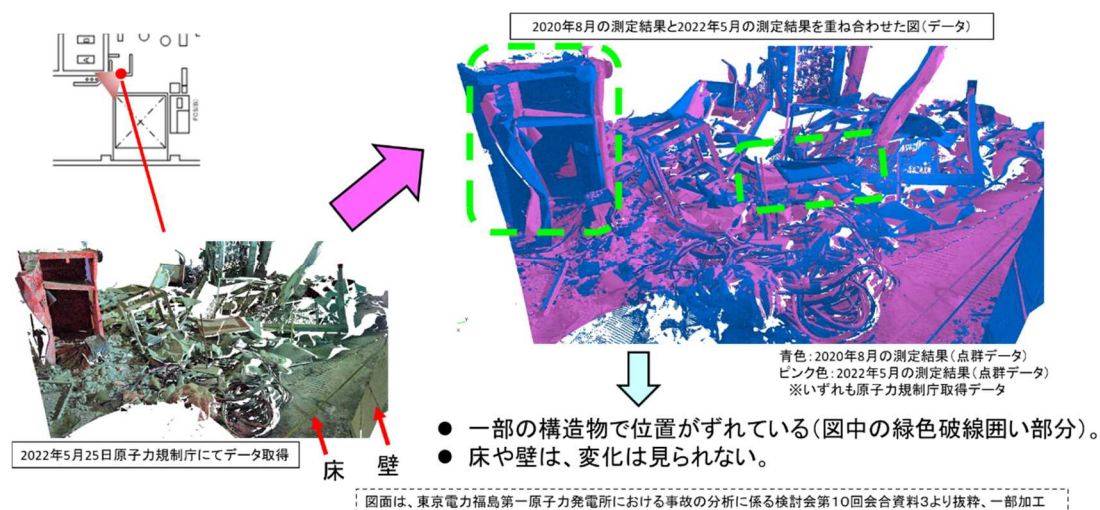 2020年8月の測定結果と2022年5月の測定結果を重ね合わせた図(データ)
青色:2020年8月の測定結果(点群データ)
ピンク色:2022年5月の測定結果(点群データ)
※いずれも原子力規制庁取得データ
2022年5月25日原子力規制庁にてデータ取得
床
壁
● 一部の構造物で位置がずれている(図中の緑色破線囲い部分)。
● 床や壁は、変化は見られない。
図面は、東京電力福島第一原子力発電所における事故の分析に係る検討会第10回会合資料3より抜粋、一部加工